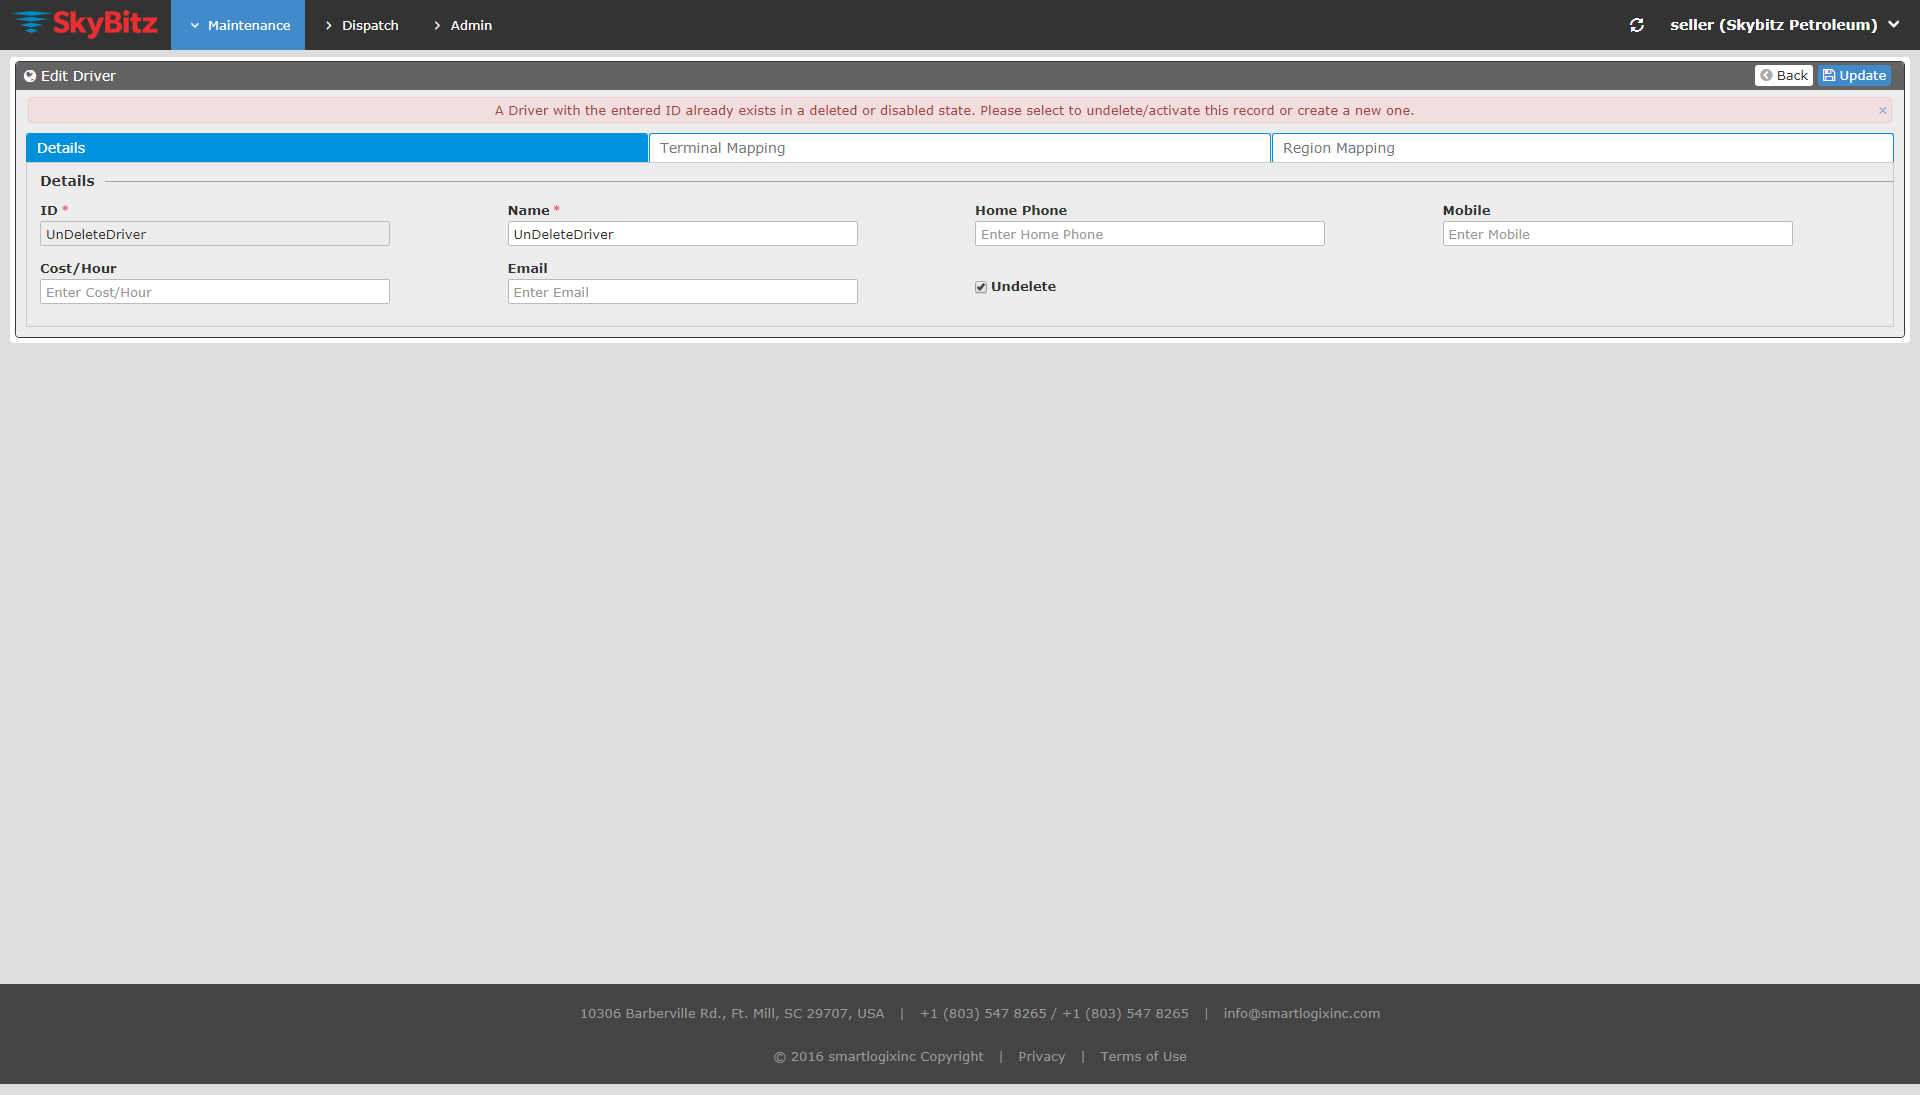 SkyBitz Maintenance Dispatch Admin seller (Skybitz Petroleum)
Edit Driver Back Update
A Driver with the entered ID already exists in a deleted or disabled state. Please select to undelete/activate this record or create a new one. ×
Details Terminal Mapping Region Mapping
Details
ID * Name * Home Phone Mobile
UnDeleteDriver UnDeleteDriver Enter Home Phone Enter Mobile
Cost/Hour Email
Enter Cost/Hour Enter Email Undelete
10306 Barberville Rd., Ft. Mill, SC 29707, USA | +1 (803) 547 8265 / +1 (803) 547 8265 | info@smartlogixinc.com
© 2016 smartlogixinc Copyright | Privacy | Terms of Use